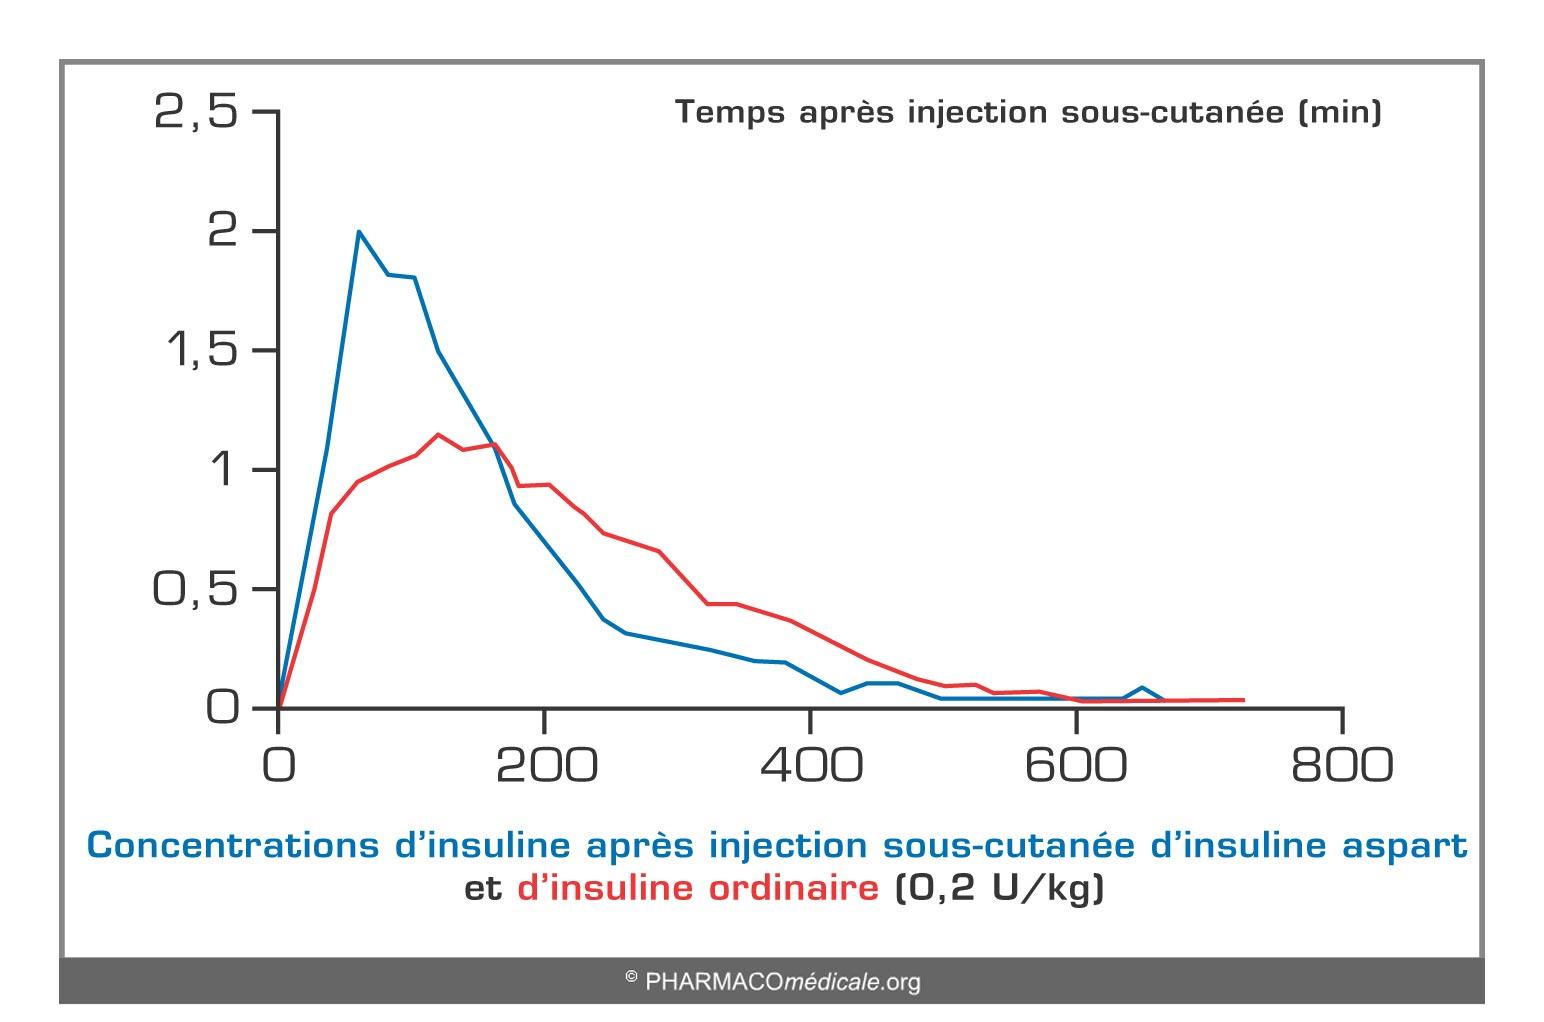 Temps après injection sous-cutanée (min)
2,5
2
1,5
1
0,5
0
0 200 400 600 800
Concentrations d'insuline après injection sous-cutanée d'insuline aspart
et d'insuline ordinaire (0,2 U/kg)
© PHARMACOmédicale.org